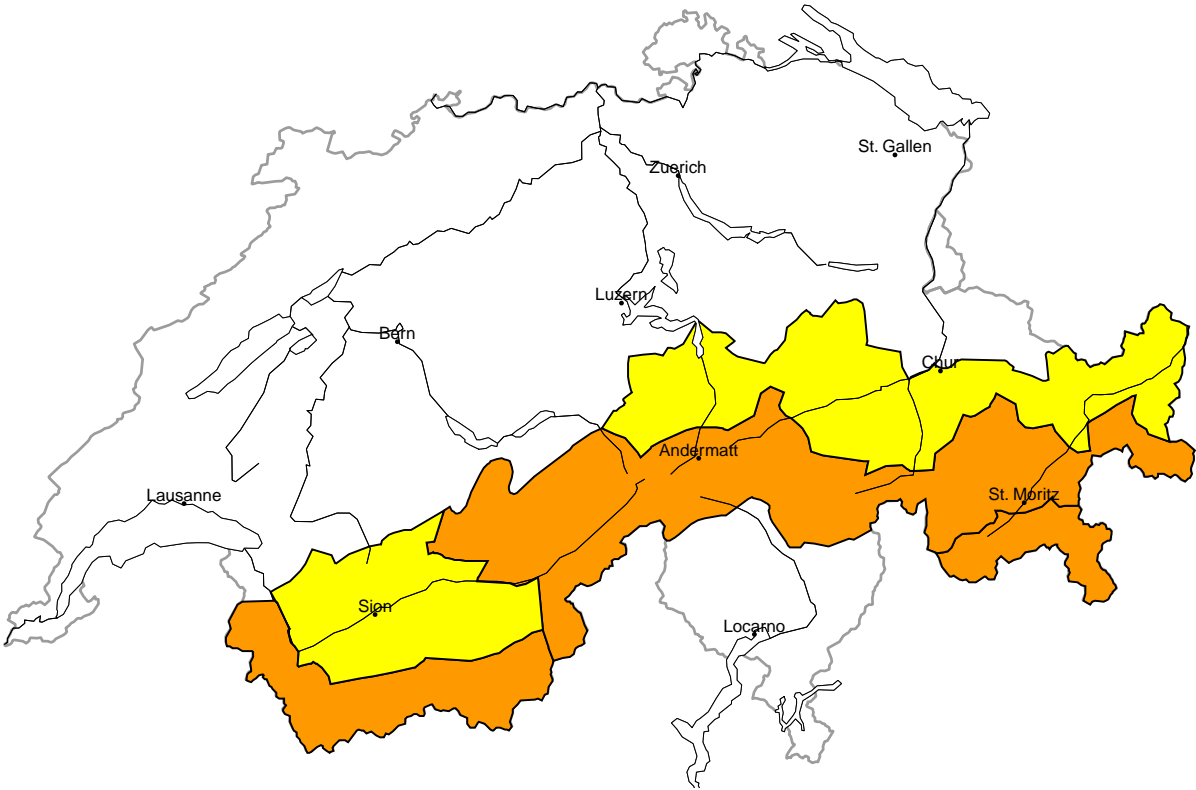 St. Gallen
Zuerich
Luzern
Bern
Chur
Andermatt
Lausanne
St. Moritz
Sion
Locarno